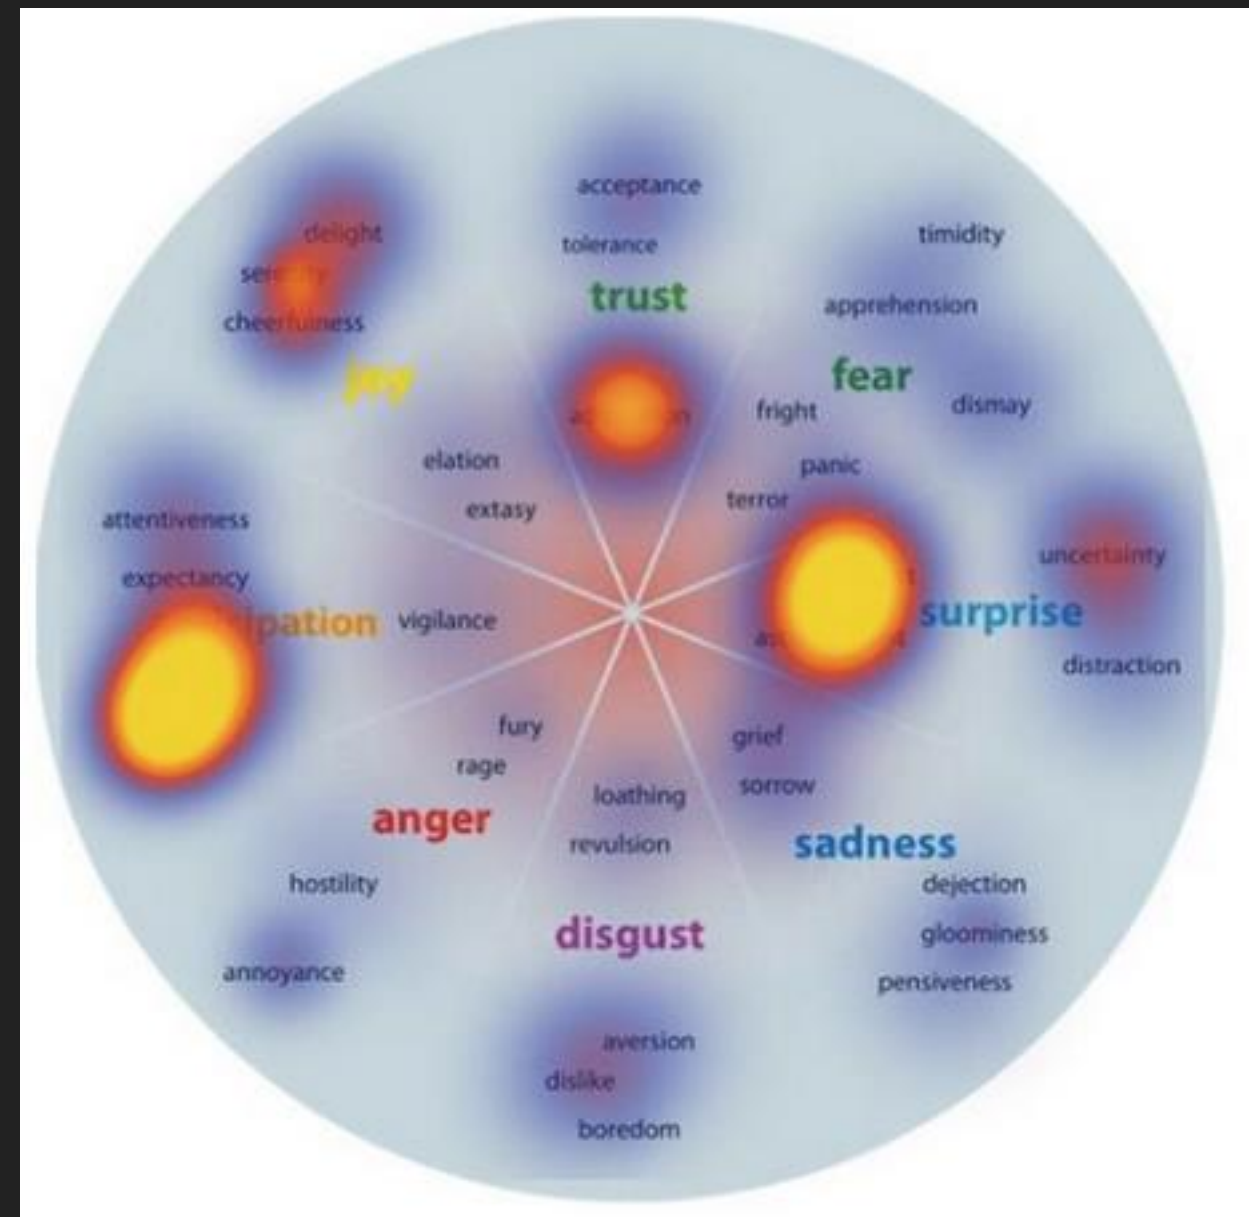 acceptance
timidity
delight
tolerance
trust
apprehension
cheerfulness
joy
fear
dismay
fright
elation
panic
terror
extasy
attentiveness
uncertainty
expectancy
surprise
vigilance
distraction
fury
grief
rage
sorrow
loathing
anger
revulsion
sadness
hostility
dejection
disgust
gloominess
annoyance
pensiveness
aversion
dislike
boredom